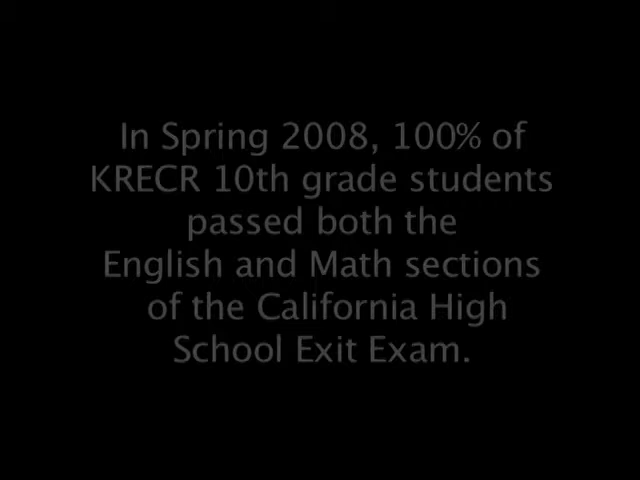 In Spring 2008, 100% of
KRECR 10th grade students
passed both the
English and Math sections
of the California High
School Exit Exam.